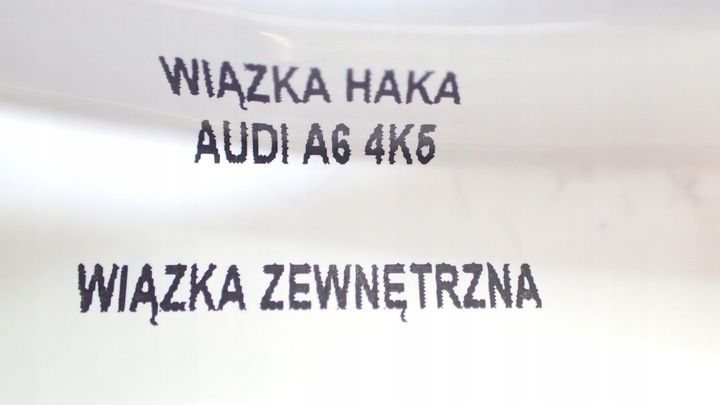 WIĄZKA HAKA
AUDI A6 4K5
WIĄZKA ZEWNĘTRZNA